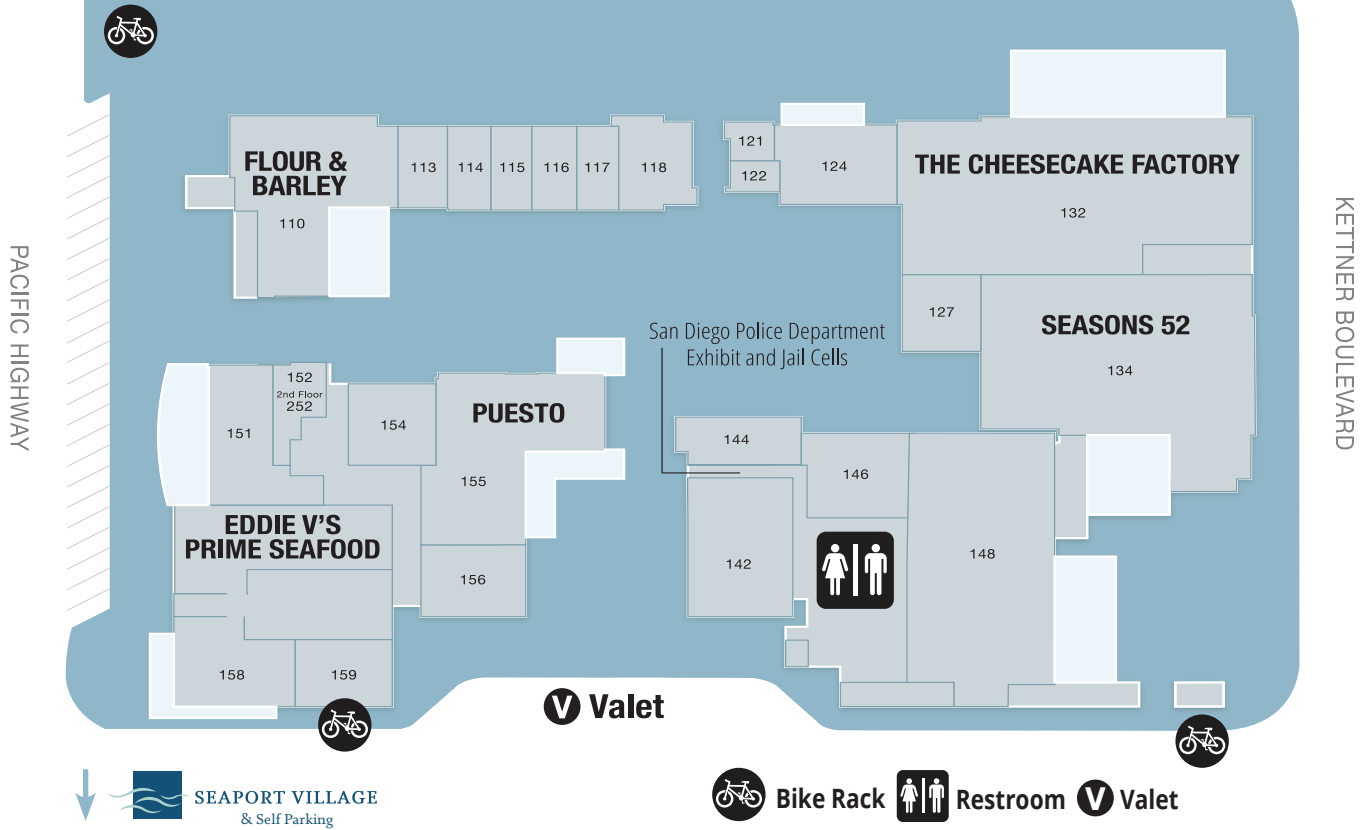 FLOUR &
BARLEY
110
113
114
115
116
117
118
121
122
124
THE CHEESECAKE FACTORY
132
127
SEASONS 52
134
PACIFIC HIGHWAY
KETTNER BOULEVARD
San Diego Police Department
Exhibit and Jail Cells
151
152
2nd Floor
252
154
PUESTO
155
156
EDDIE V'S
PRIME SEAFOOD
158
159
144
146
142
148
V Valet
SEAPORT VILLAGE
& Self Parking
Bike Rack Restroom V Valet